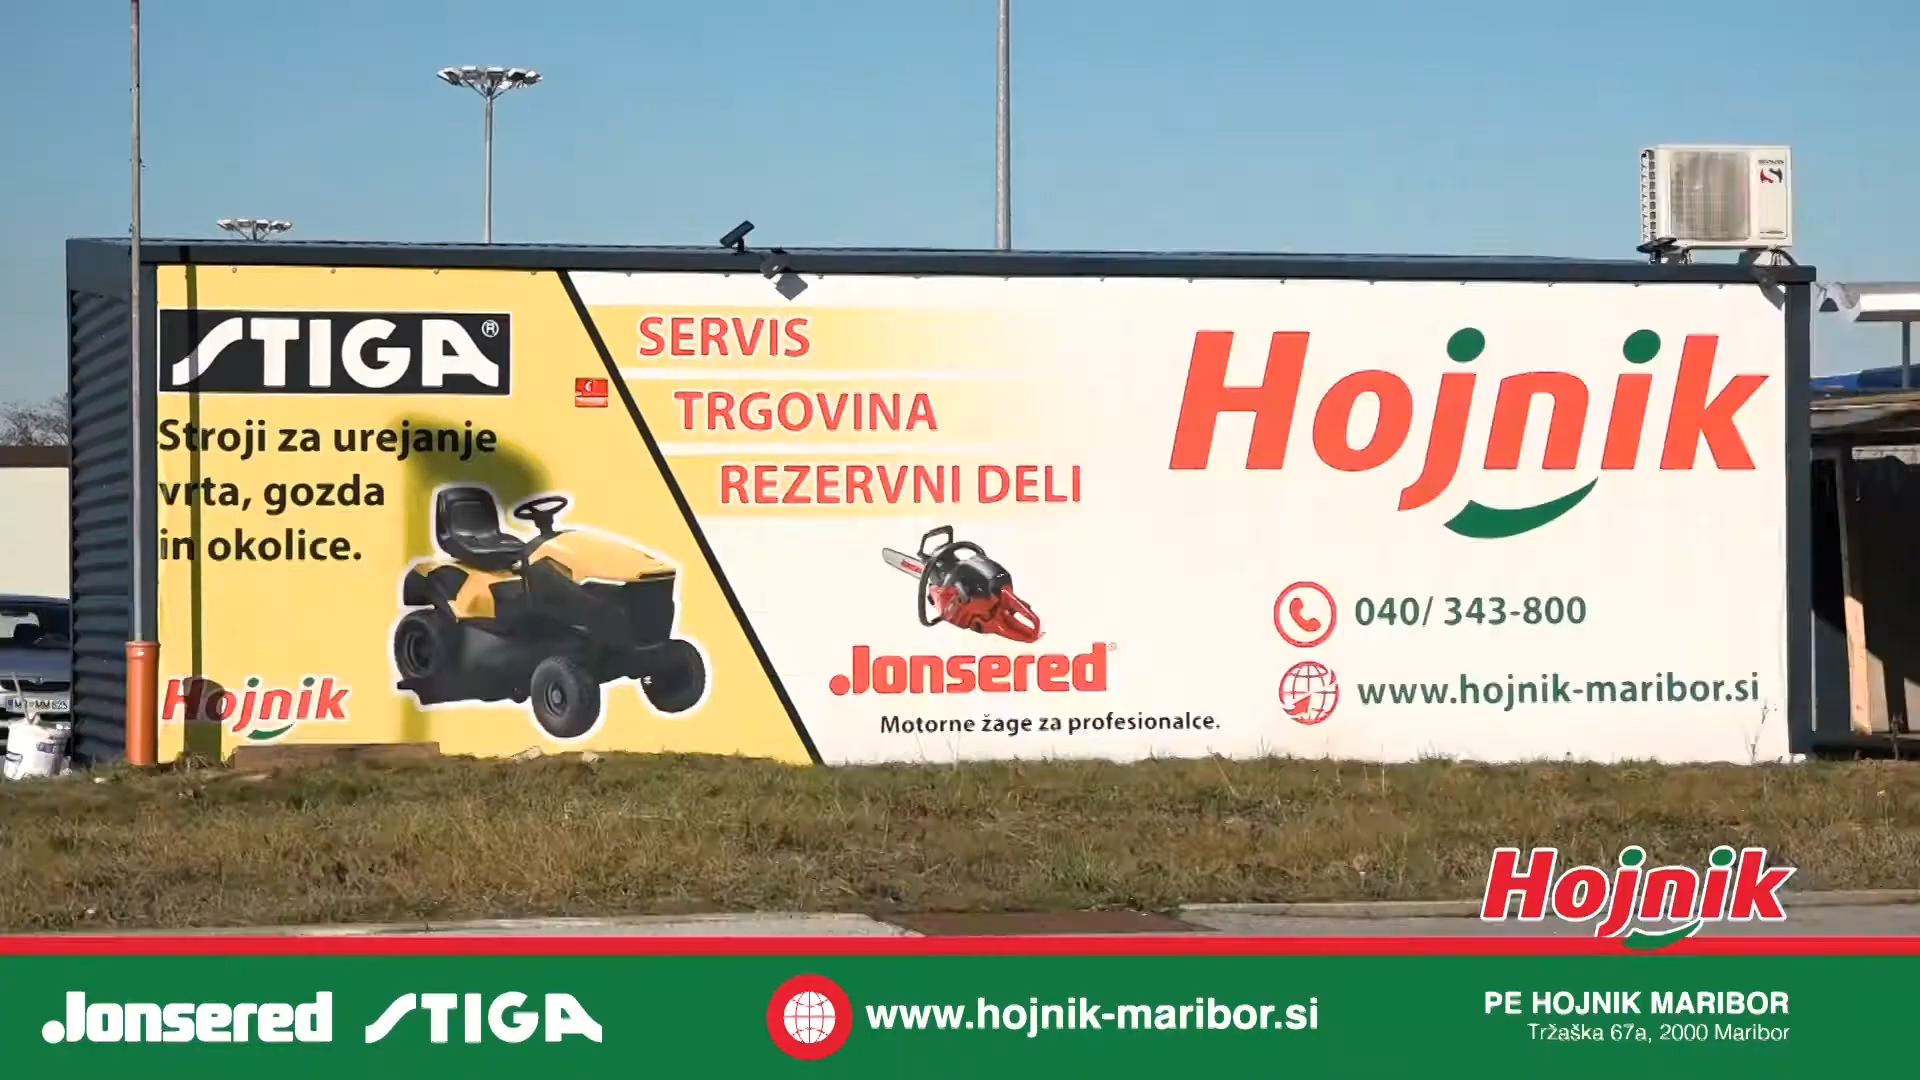 STIGA®
Stroji za urejanje
vrta, gozda
in okolice.
Hojnik
SERVIS
TRGOVINA
REZERVNI DELI
Jonsered®
Motorne žage za profesionalce.
Hojnik
040/ 343-800
www.hojnik-maribor.si
Hojnik
Jonsered STIGA
www.hojnik-maribor.si
PE HOJNIK MARIBOR
Tržaška 67a, 2000 Maribor